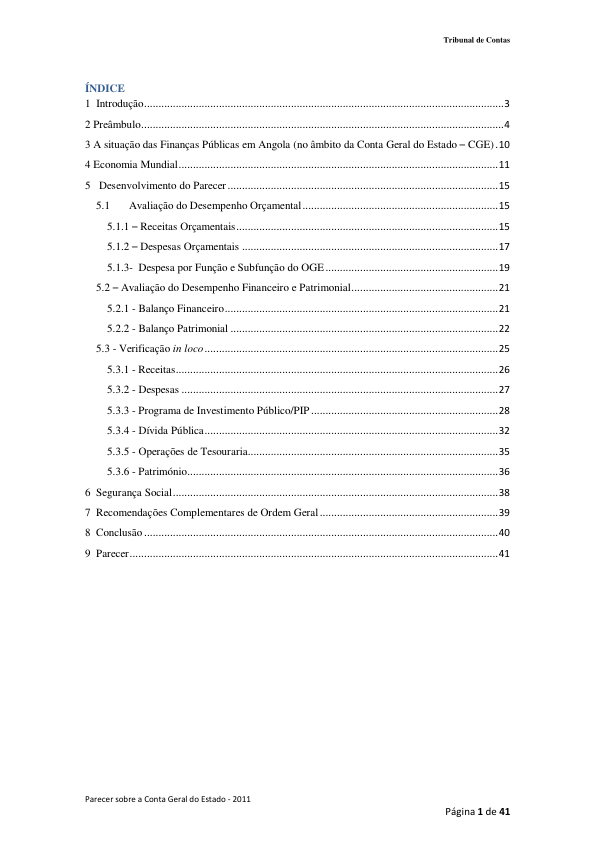 Tribunal de Contas
ÍNDICE
1 Introdução 3
2 Preâmbulo 4
3 A situação das Finanças Públicas em Angola (no âmbito da Conta Geral do Estado – CGE) . 10
4 Economia Mundial 11
5 Desenvolvimento do Parecer 15
5.1 Avaliação do Desempenho Orçamental 15
5.1.1 – Receitas Orçamentais 15
5.1.2 – Despesas Orçamentais 17
5.1.3- Despesa por Função e Subfunção do OGE 19
5.2 – Avaliação do Desempenho Financeiro e Patrimonial 21
5.2.1 - Balanço Financeiro 21
5.2.2 - Balanço Patrimonial 22
5.3 - Verificação in loco 25
5.3.1 - Receitas 26
5.3.2 - Despesas 27
5.3.3 - Programa de Investimento Público/PIP 28
5.3.4 - Dívida Pública 32
5.3.5 - Operações de Tesouraria 35
5.3.6 - Património 36
6 Segurança Social 38
7 Recomendações Complementares de Ordem Geral 39
8 Conclusão 40
9 Parecer 41
Parecer sobre a Conta Geral do Estado - 2011
Página 1 de 41